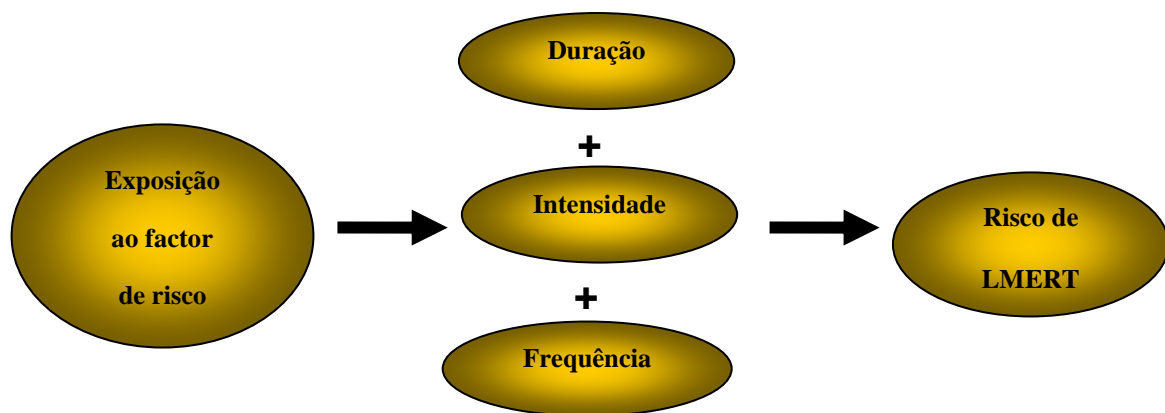 Exposição
ao factor
de risco
Duração
+
Intensidade
+
Frequência
Risco de
LMERT